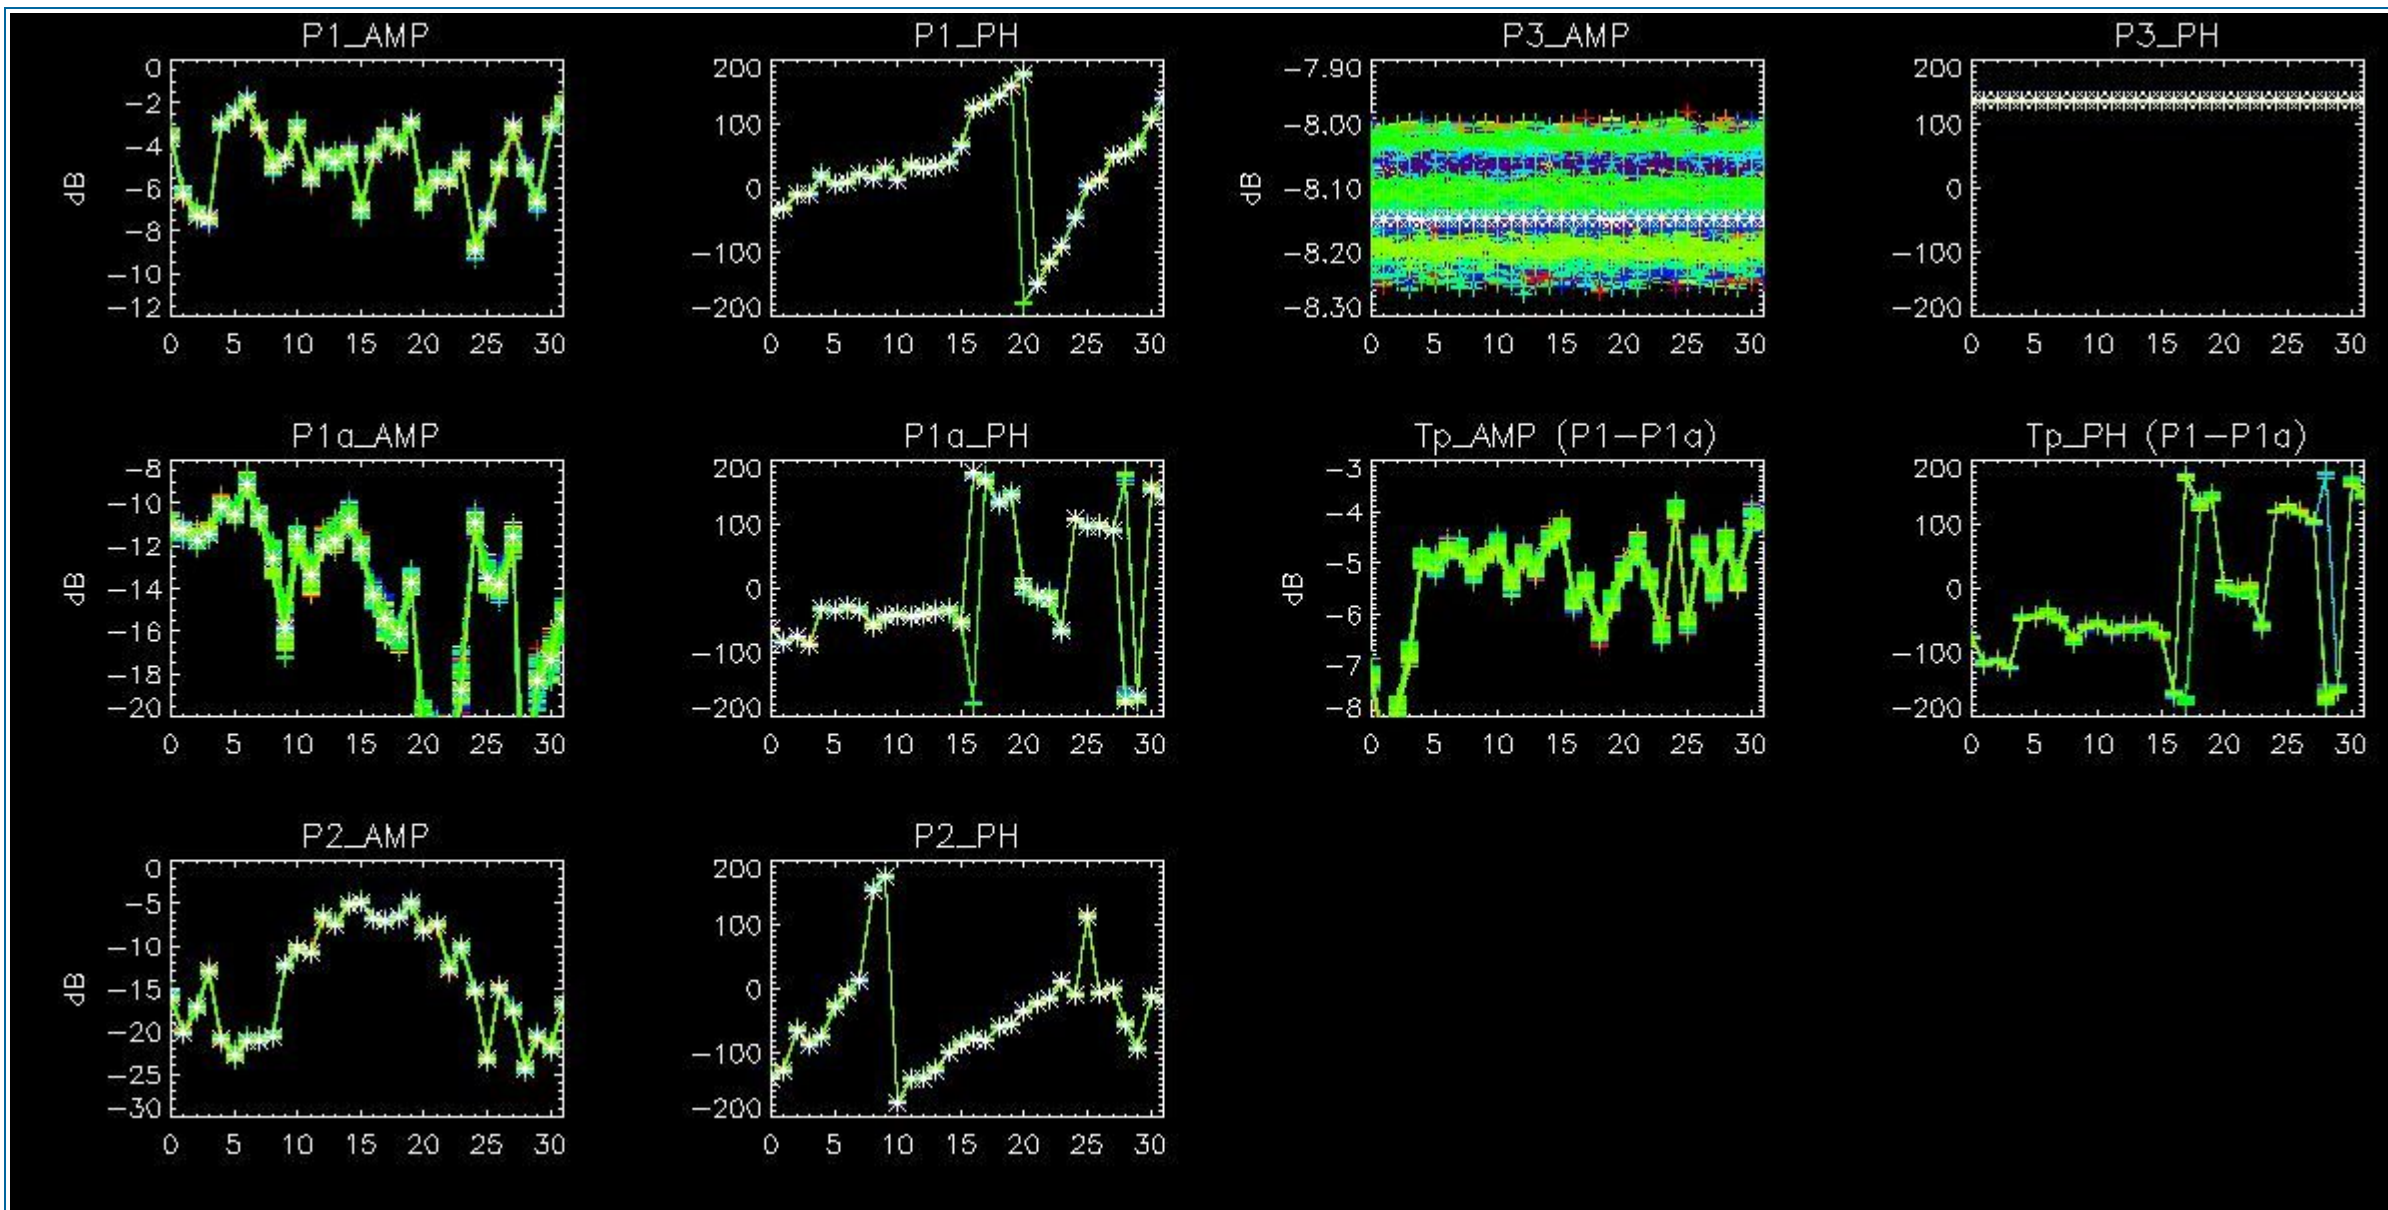 P1_AMP
0
−2
−4
−6
−8
−10
−12
dB
0 5 10 15 20 25 30
P1_PH
200
100
0
−100
−200
0 5 10 15 20 25 30
P3_AMP
−7.90
−8.00
−8.10
−8.20
−8.30
dB
0 5 10 15 20 25 30
P3_PH
200
100
0
−100
−200
0 5 10 15 20 25 30
P1a_AMP
−8
−10
−12
−14
−16
−18
−20
dB
0 5 10 15 20 25 30
P1a_PH
200
100
0
−100
−200
0 5 10 15 20 25 30
Tp_AMP (P1−P1a)
−3
−4
−5
−6
−7
−8
dB
0 5 10 15 20 25 30
Tp_PH (P1−P1a)
200
100
0
−100
−200
0 5 10 15 20 25 30
P2_AMP
0
−5
−10
−15
−20
−25
−30
dB
0 5 10 15 20 25 30
P2_PH
200
100
0
−100
−200
0 5 10 15 20 25 30